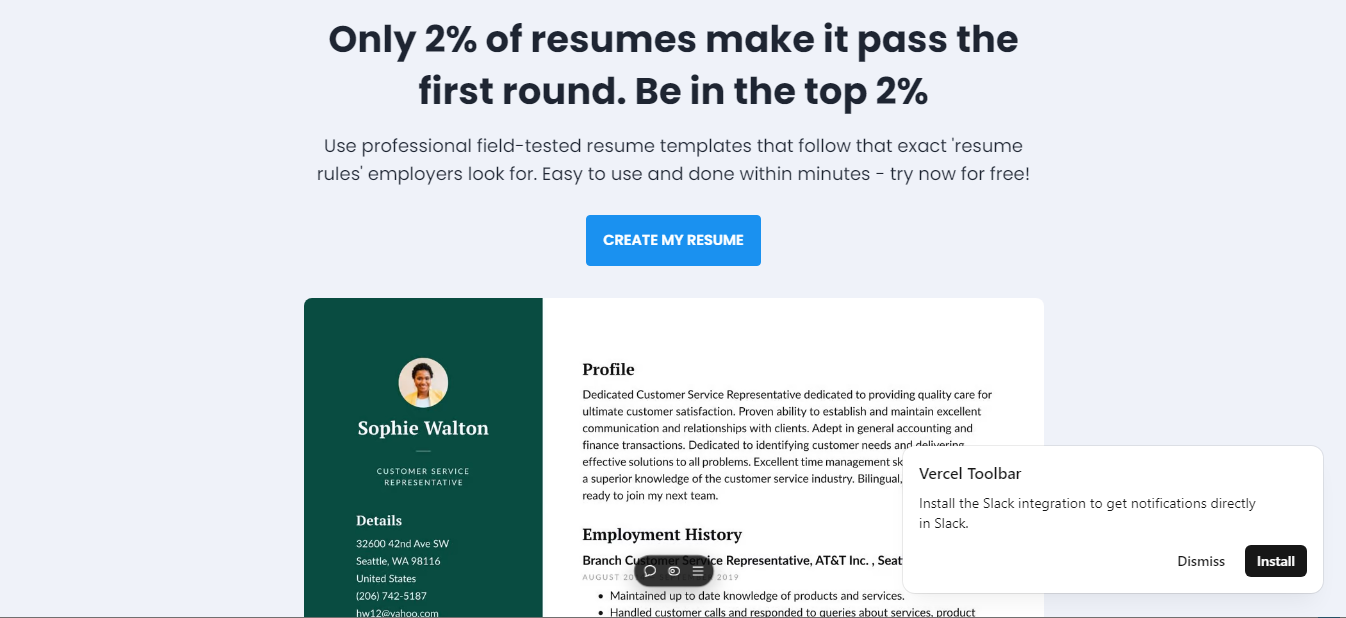 Only 2% of resumes make it pass the
first round. Be in the top 2%
Use professional field-tested resume templates that follow that exact 'resume
rules' employers look for. Easy to use and done within minutes - try now for free!
CREATE MY RESUME
Sophie Walton
CUSTOMER SERVICE
REPRESENTATIVE
Details
32600 42nd Ave SW
Seattle, WA 98116
United States
(206) 742-5187
hw12@yahoo.com
Profile
Dedicated Customer Service Representative dedicated to providing quality care for
ultimate customer satisfaction. Proven ability to establish and maintain excellent
communication and relationships with clients. Adept in general accounting and
finance transactions. Dedicated to identifying customer needs and delivering
effective solutions to all problems. Excellent time management
a superior knowledge of the customer service industry. Bilingual,
ready to join my next team.
Employment History
Branch Customer Service Representative, AT&T Inc. ,
AUGUST 2019
• Maintained up to date knowledge of products and services.
• Handled customer calls and responded to queries about services, product
Vercel Toolbar
Install the Slack integration to get notifications directly
in Slack.
Dismiss
Install